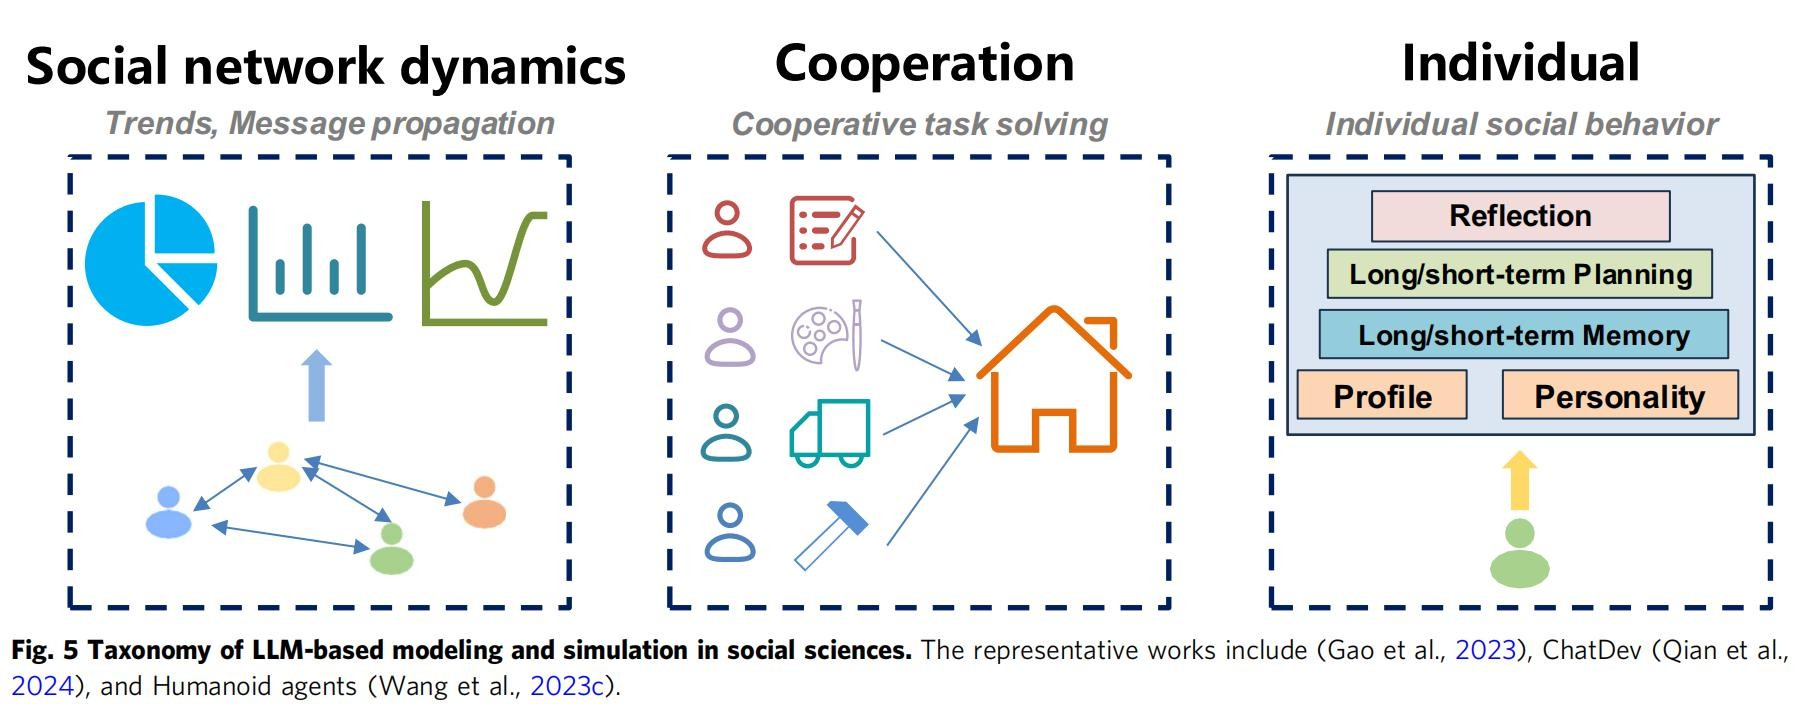 Social network dynamics
Trends, Message propagation
Cooperation
Cooperative task solving
Individual
Individual social behavior
Reflection
Long/short-term Planning
Long/short-term Memory
Profile
Personality
Fig. 5 Taxonomy of LLM-based modeling and simulation in social sciences. The representative works include (Gao et al., 2023), ChatDev (Qian et al.,
2024), and Humanoid agents (Wang et al., 2023c).